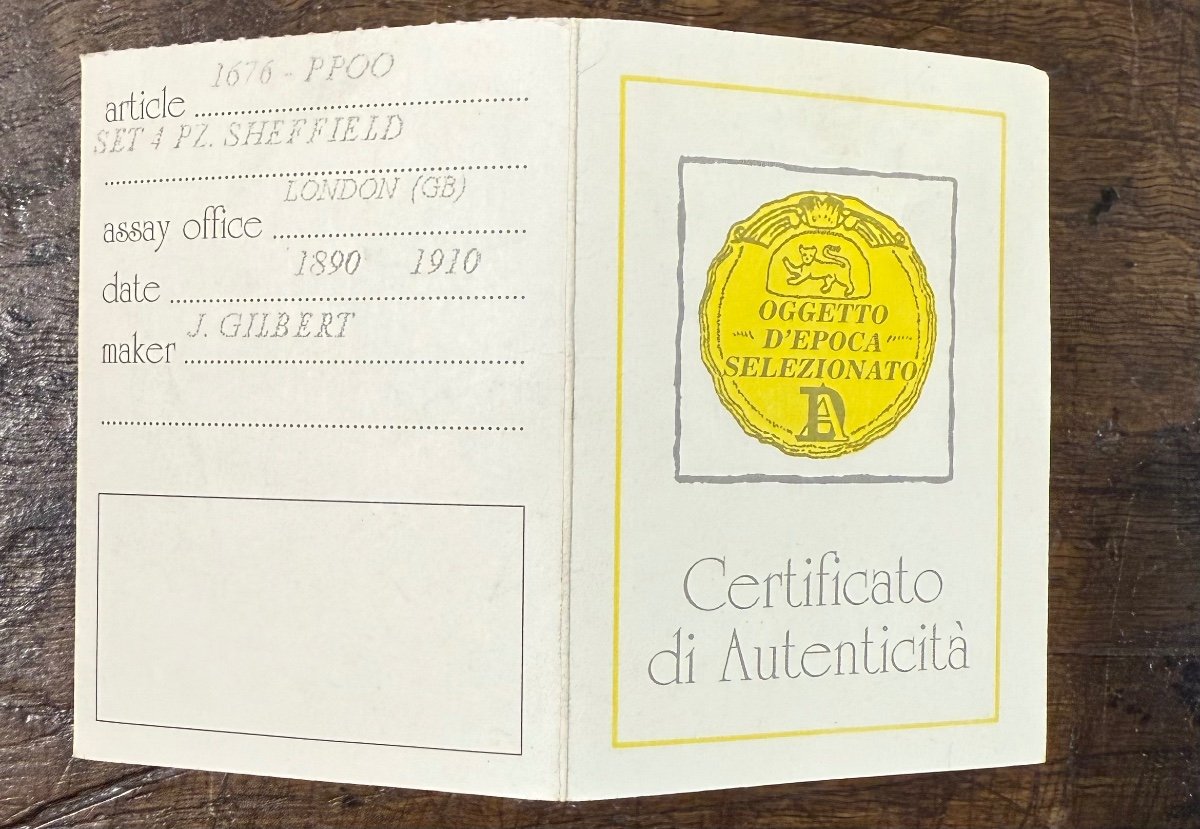 1676 - PPOO
article
SET 4 PZ. SHEFFIELD
LONDON (GB)
assay office
1890 1910
date
J. GILBERT
maker
OGGETTO
D'EPOCA
SELEZIONATO
DA
Certificato
di Autenticità